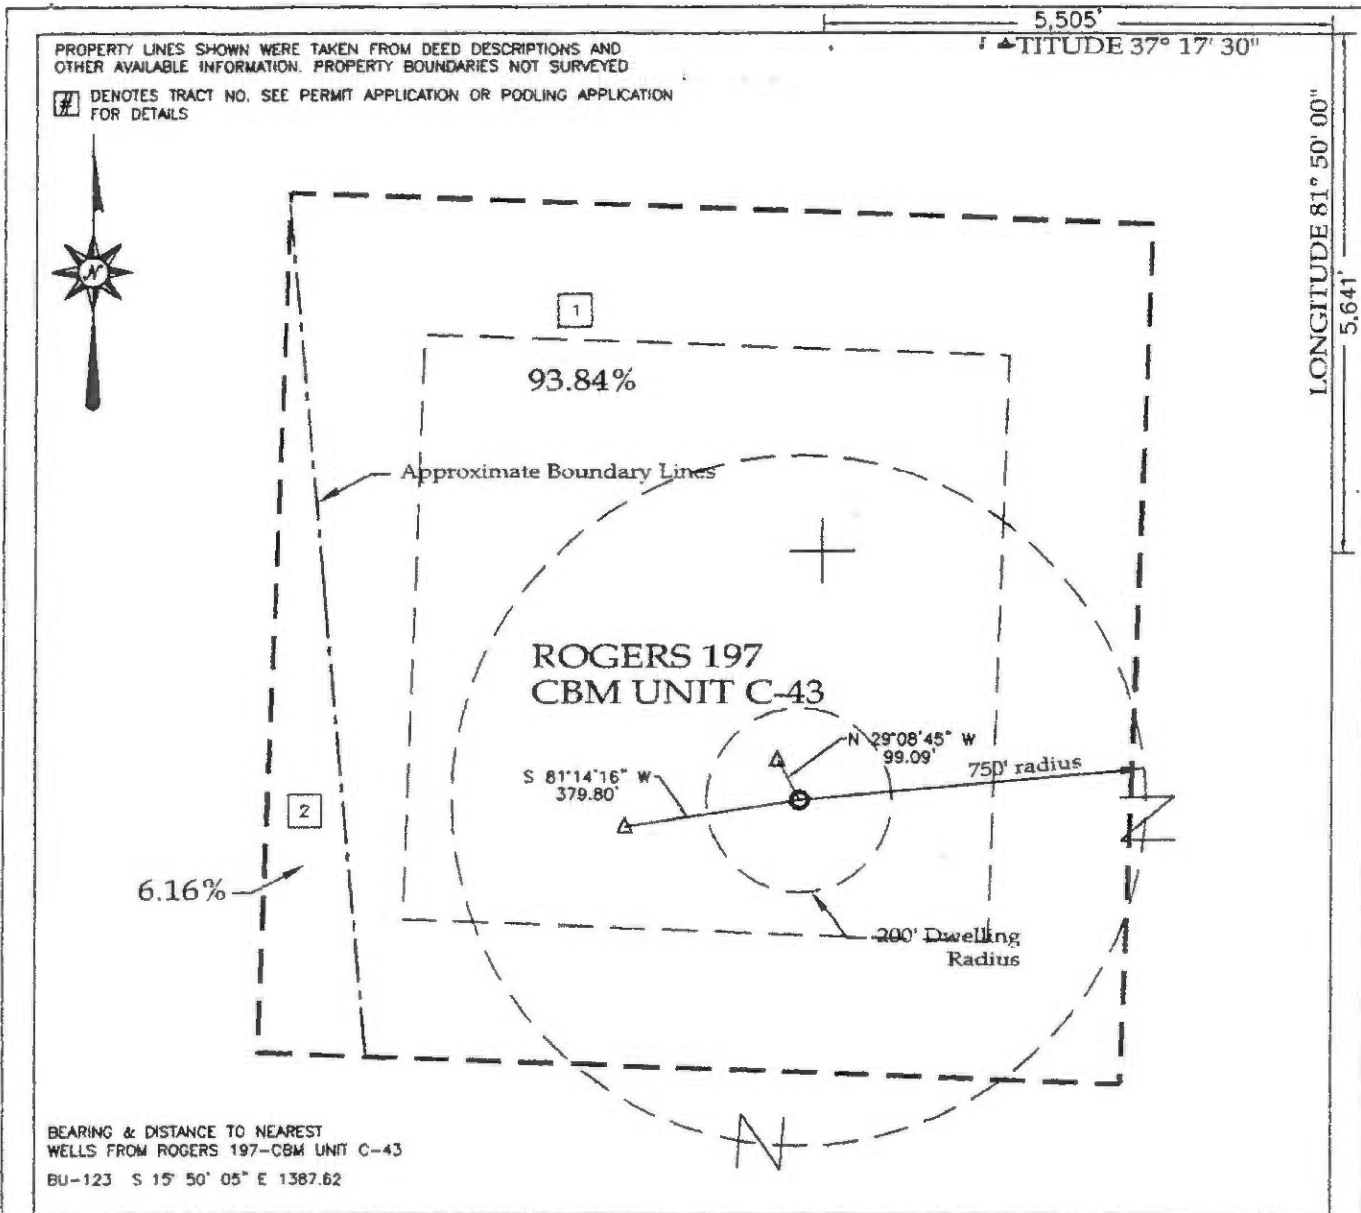 5,505'
PROPERTY LINES SHOWN WERE TAKEN FROM DEED DESCRIPTIONS AND
OTHER AVAILABLE INFORMATION. PROPERTY BOUNDARIES NOT SURVEYED
TITUDE 37° 17' 30"
# DENOTES TRACT NO. SEE PERMIT APPLICATION OR POOLING APPLICATION
FOR DETAILS
LONGITUDE 81° 50' 00"
5,641'
N
1
93.84%
Approximate Boundary Lines
ROGERS 197
CBM UNIT C-43
N 29°08'45" W
99.09'
750' radius
S 81°14'16" W
379.80'
2
6.16%
200' Dwelling
Radius
BEARING & DISTANCE TO NEAREST
WELLS FROM ROGERS 197-CBM UNIT C-43
BU-123 S 15° 50' 05" E 1387.62